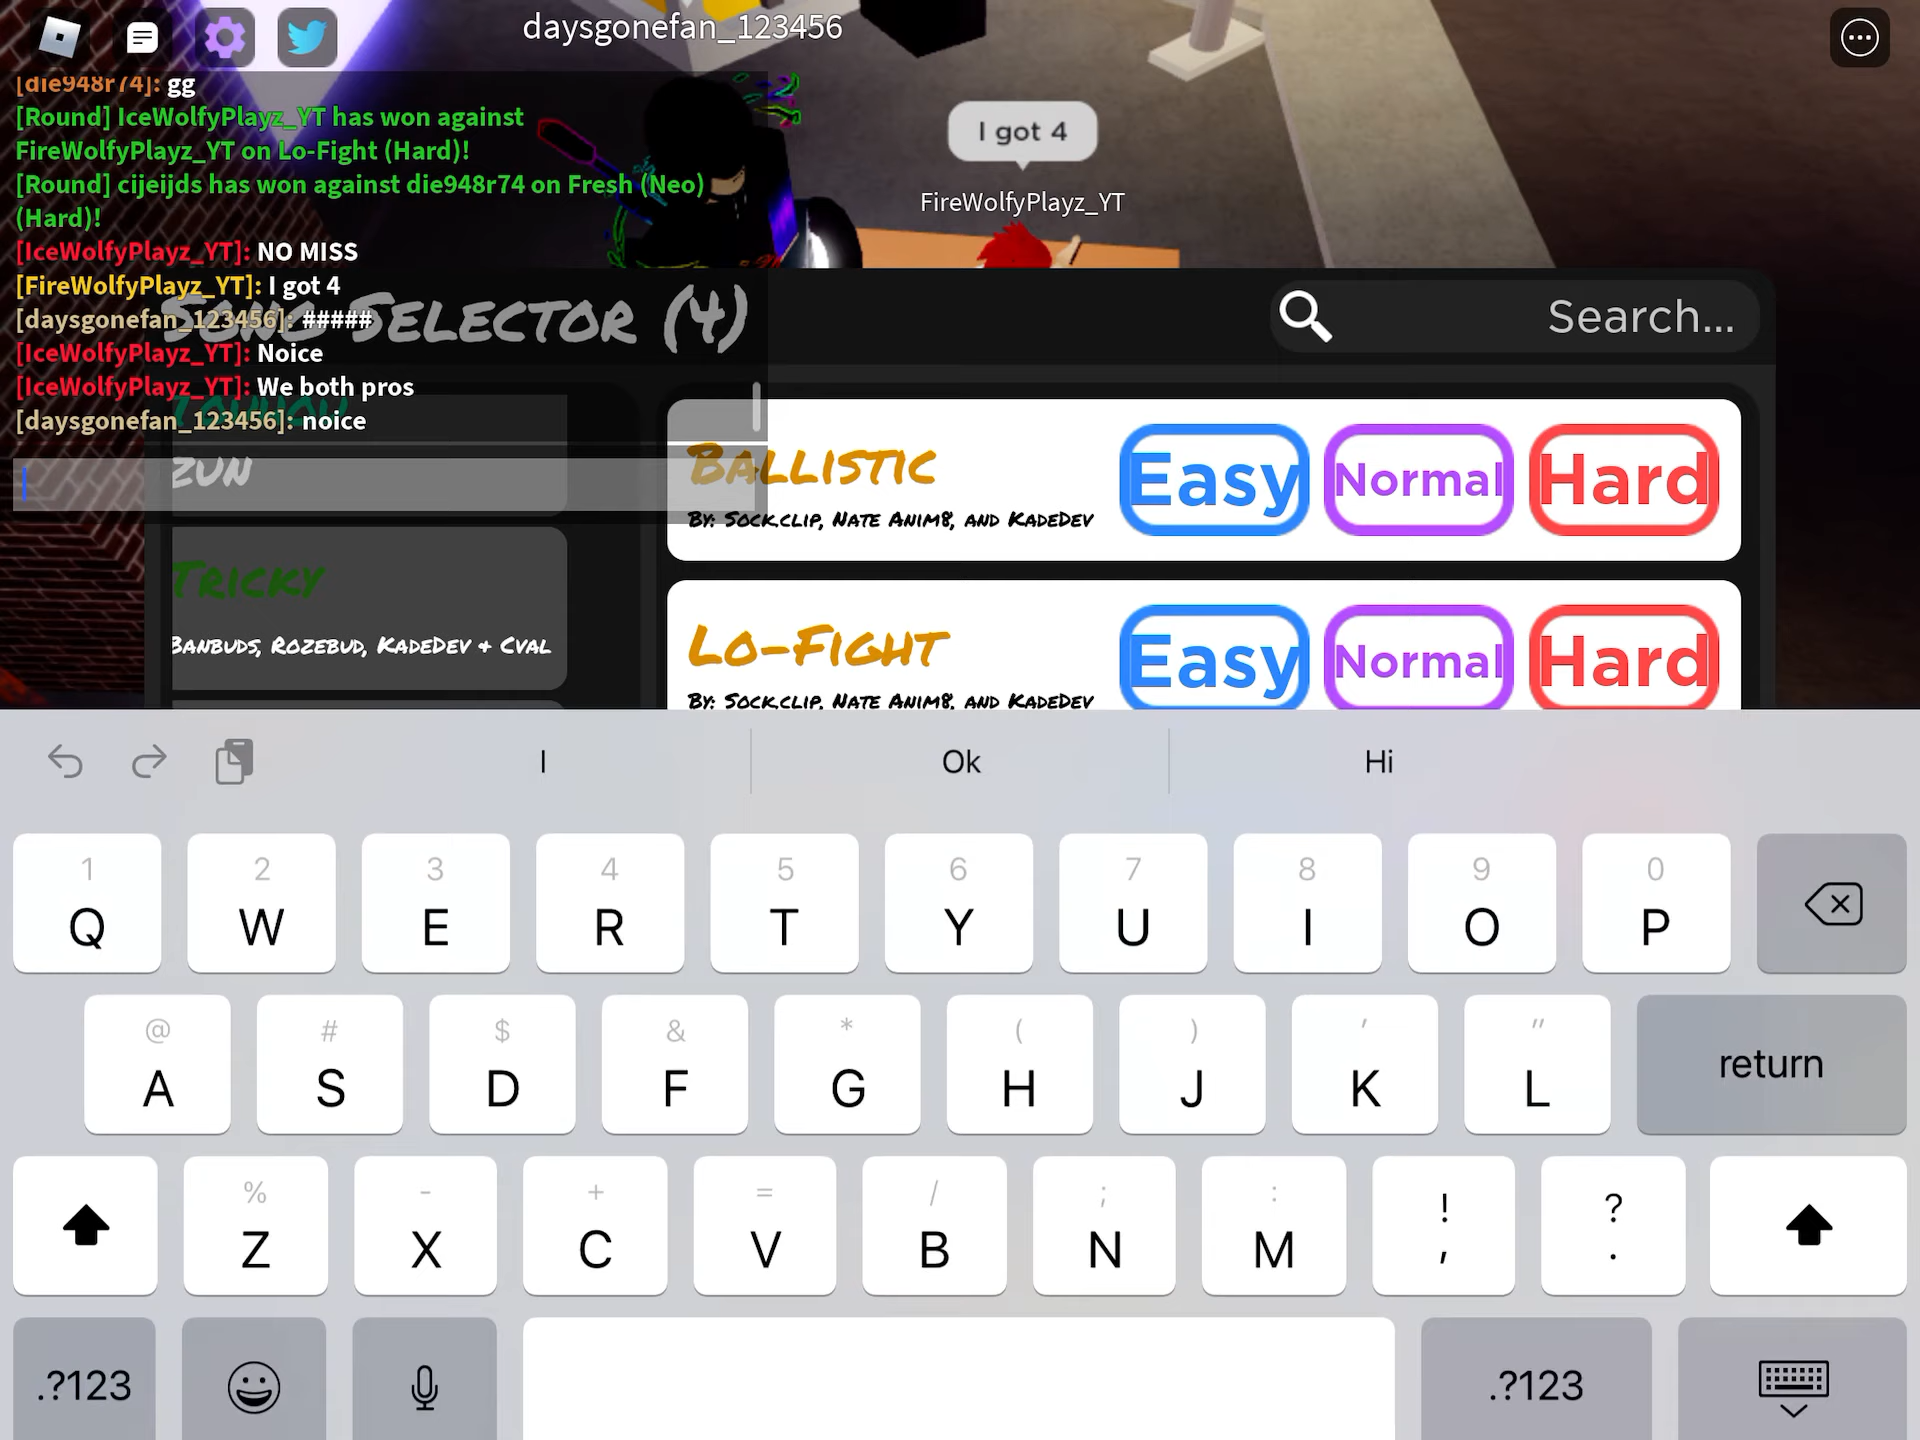 daysgonefan_123456
[die948r74]: gg
[Round] IceWolfyPlayz_YT has won against
FireWolfyPlayz_YT on Lo-Fight (Hard)!
[Round] cijeijds has won against die948r74 on Fresh (Neo)
(Hard)!
[IceWolfyPlayz_YT]: NO MISS
[FireWolfyPlayz_YT]: I got 4
[daysgonefan_123456]: #####
[IceWolfyPlayz_YT]: Noice
[IceWolfyPlayz_YT]: We both pros
[daysgonefan_123456]: noice
I got 4
FireWolfyPlayz_YT
Song Selector (4)
Search...
ZUN
Tricky
Banbuds, Rozebud, KadeDev + Cval
Ballistic
By: Sock.clip, Nate Anim8, and KadeDev
Easy Normal Hard
Lo-Fight
By: Sock.clip, Nate Anim8, and KadeDev
Easy Normal Hard
I Ok Hi
1 2 3 4 5 6 7 8 9 0
Q W E R T Y U I O P
@ # $ & * ( ) ' "
A S D F G H J K L return
% - + = / ; : ! ?
Z X C V B N M , .
.?123 .?123